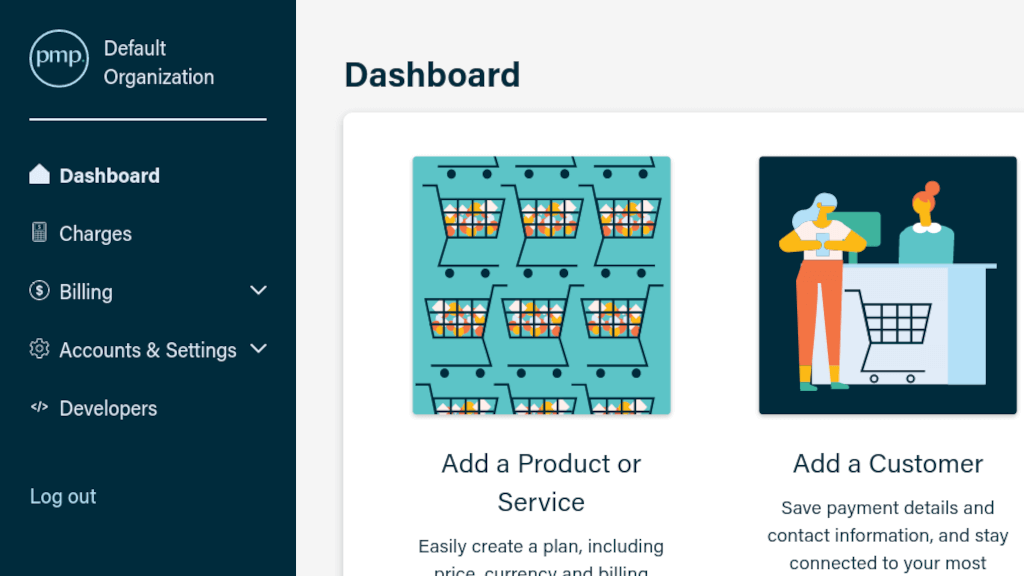 pmp.
Default
Organization
Dashboard
Charges
$
Billing
Accounts & Settings
</>
Developers
Log out
Dashboard
Add a Product or
Service
Easily create a plan, including
price, currency and billing
Add a Customer
Save payment details and
contact information, and stay
connected to your most